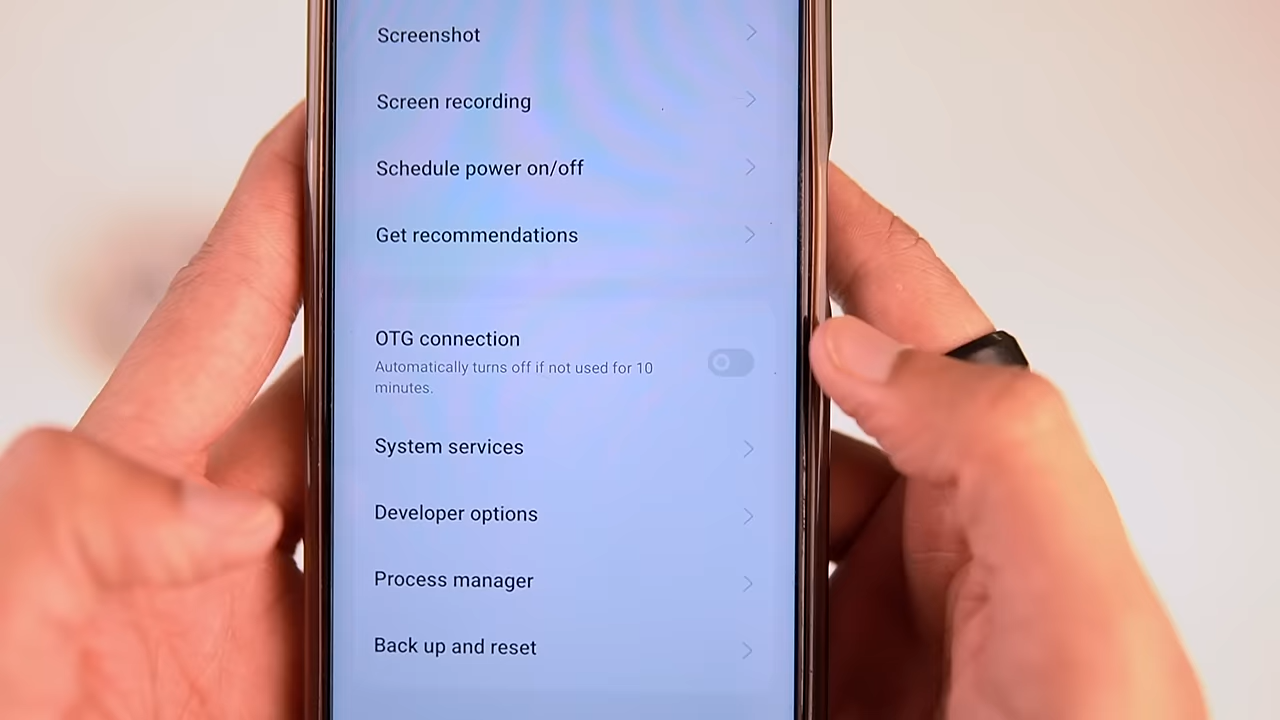 Screenshot
Screen recording
Schedule power on/off
Get recommendations
OTG connection
Automatically turns off if not used for 10
minutes.
System services
Developer options
Process manager
Back up and reset